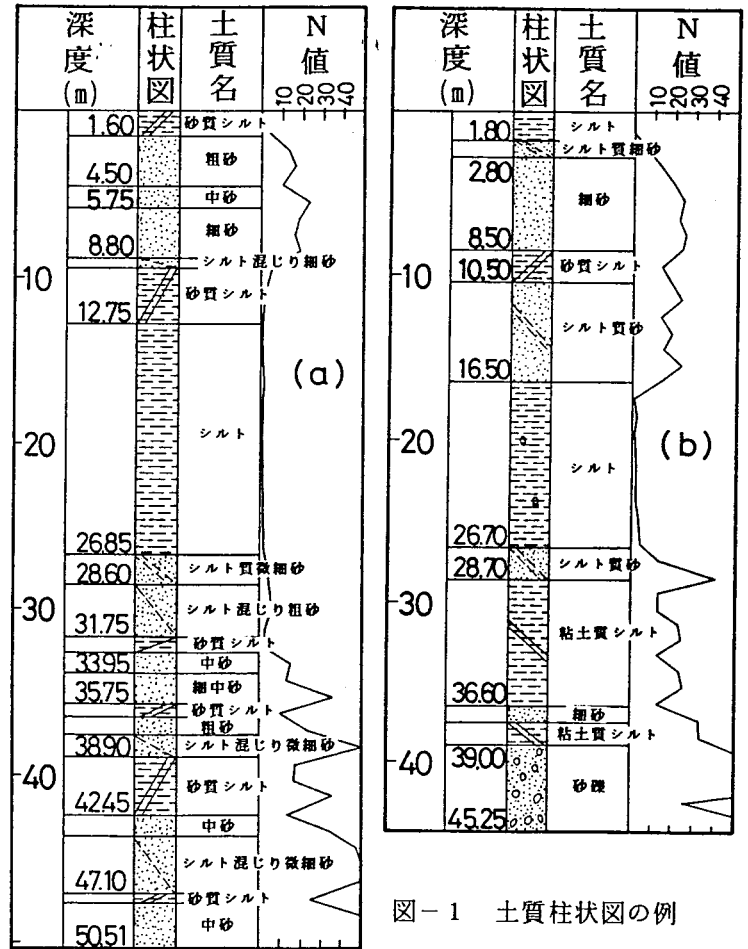 深度(m) 柱状図 土質名 N値
10 20 30 40
1.60 砂質シルト
粗砂
4.50
5.75 中砂
細砂
8.80
シルト混じり細砂
10
砂質シルト
12.75
(a)
20
シルト
26.85
シルト質微細砂
28.60
30
シルト混じり粗砂
31.75
砂質シルト
33.95 中砂
35.75 細中砂
砂質シルト
粗砂
38.90 シルト混じり微細砂
40
砂質シルト
42.45
中砂
シルト混じり微細砂
47.10
砂質シルト
中砂
50.51
深度(m) 柱状図 土質名 N値
10 20 30 40
1.80 シルト
シルト質細砂
2.80
細砂
8.50
10
砂質シルト
10.50
シルト質砂
16.50
20
(b)
シルト
26.70
シルト質砂
28.70
30
粘土質シルト
36.60
細砂
粘土質シルト
39.00
40
砂礫
45.25
図-1 土質柱状図の例